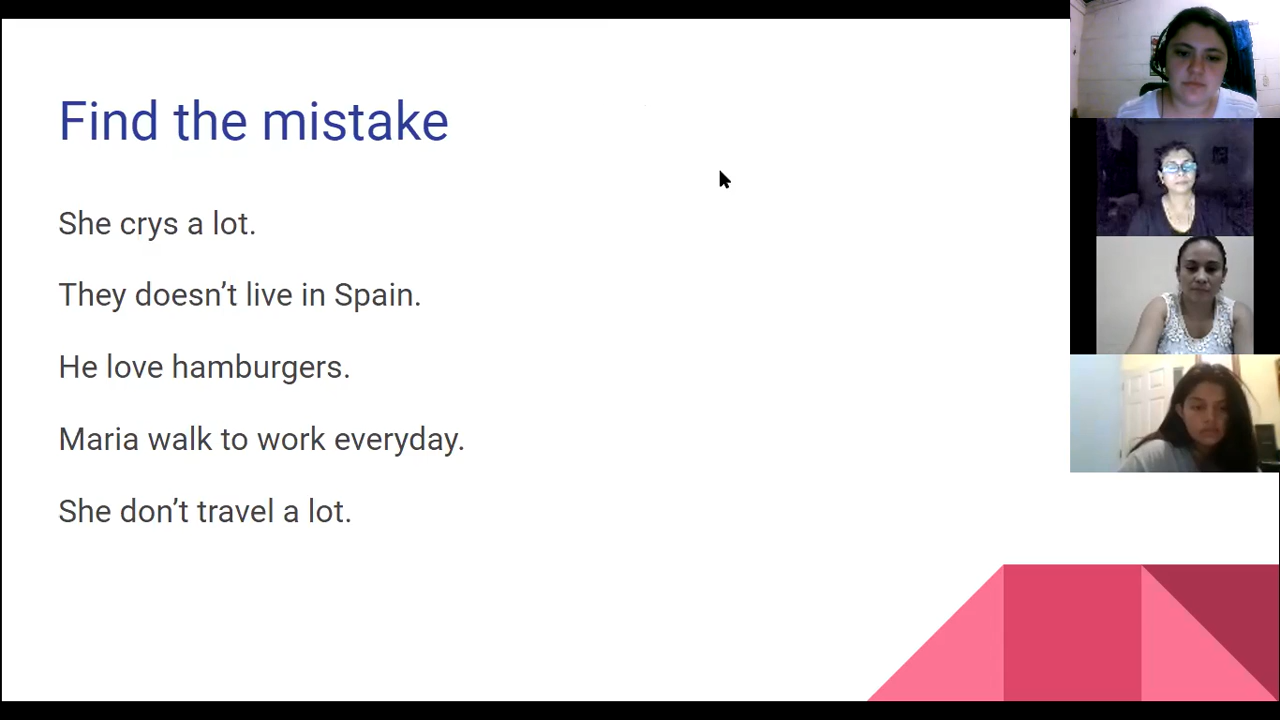 Find the mistake
She crys a lot.
They doesn’t live in Spain.
He love hamburgers.
Maria walk to work everyday.
She don’t travel a lot.